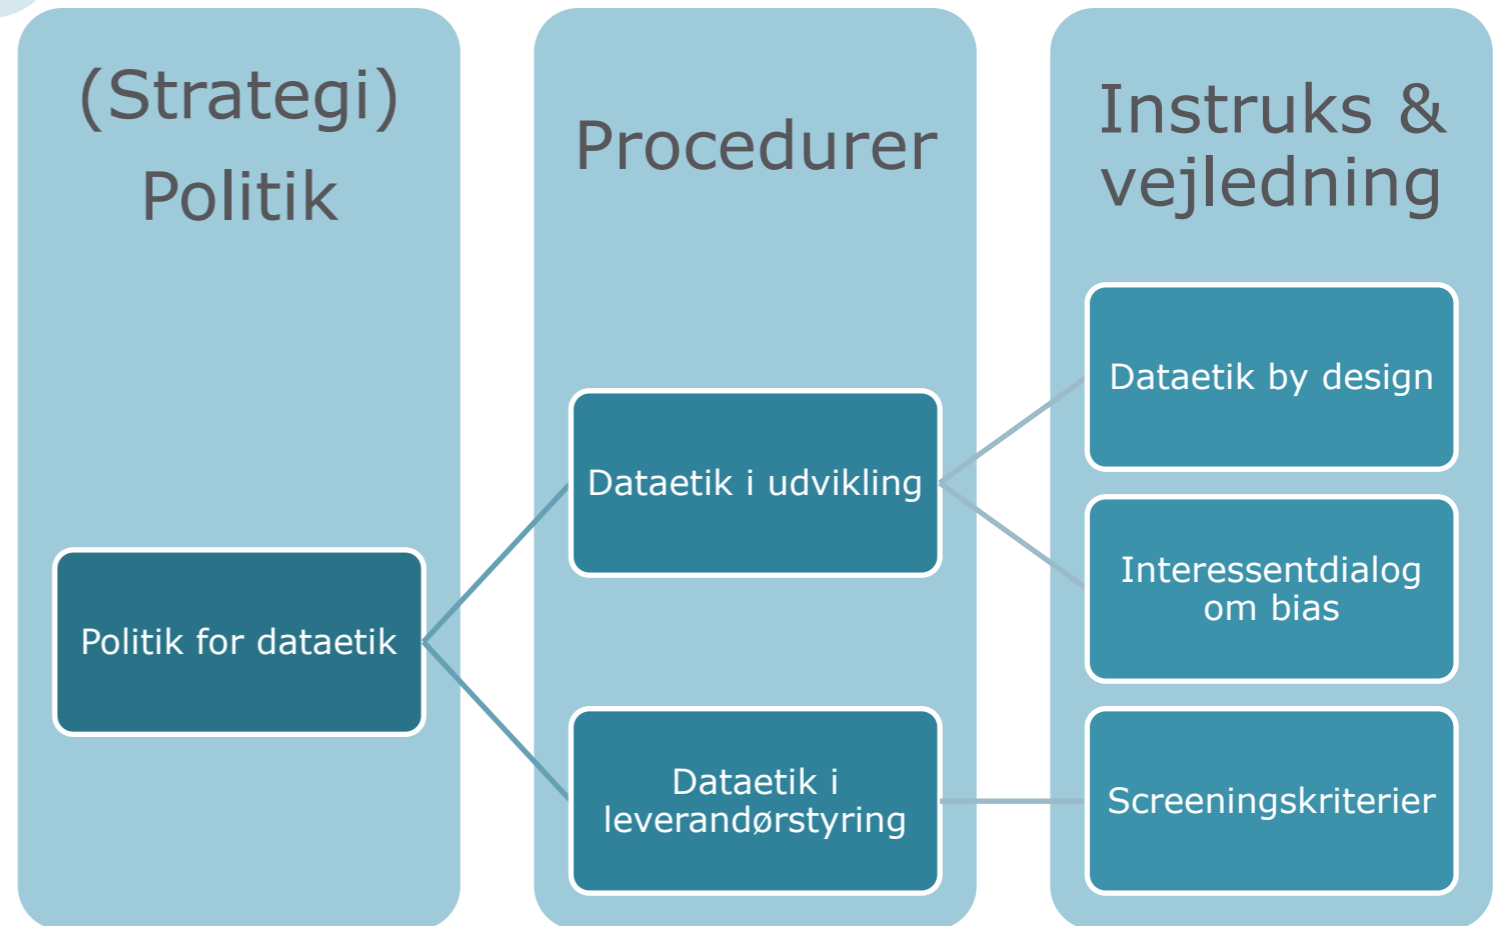 (Strategi)
Politik
Procedurer
Instruks &
vejledning
Politik for dataetik
Dataetik i udvikling
Dataetik i
leverandørstyring
Dataetik by design
Interessentdialog
om bias
Screeningskriterier